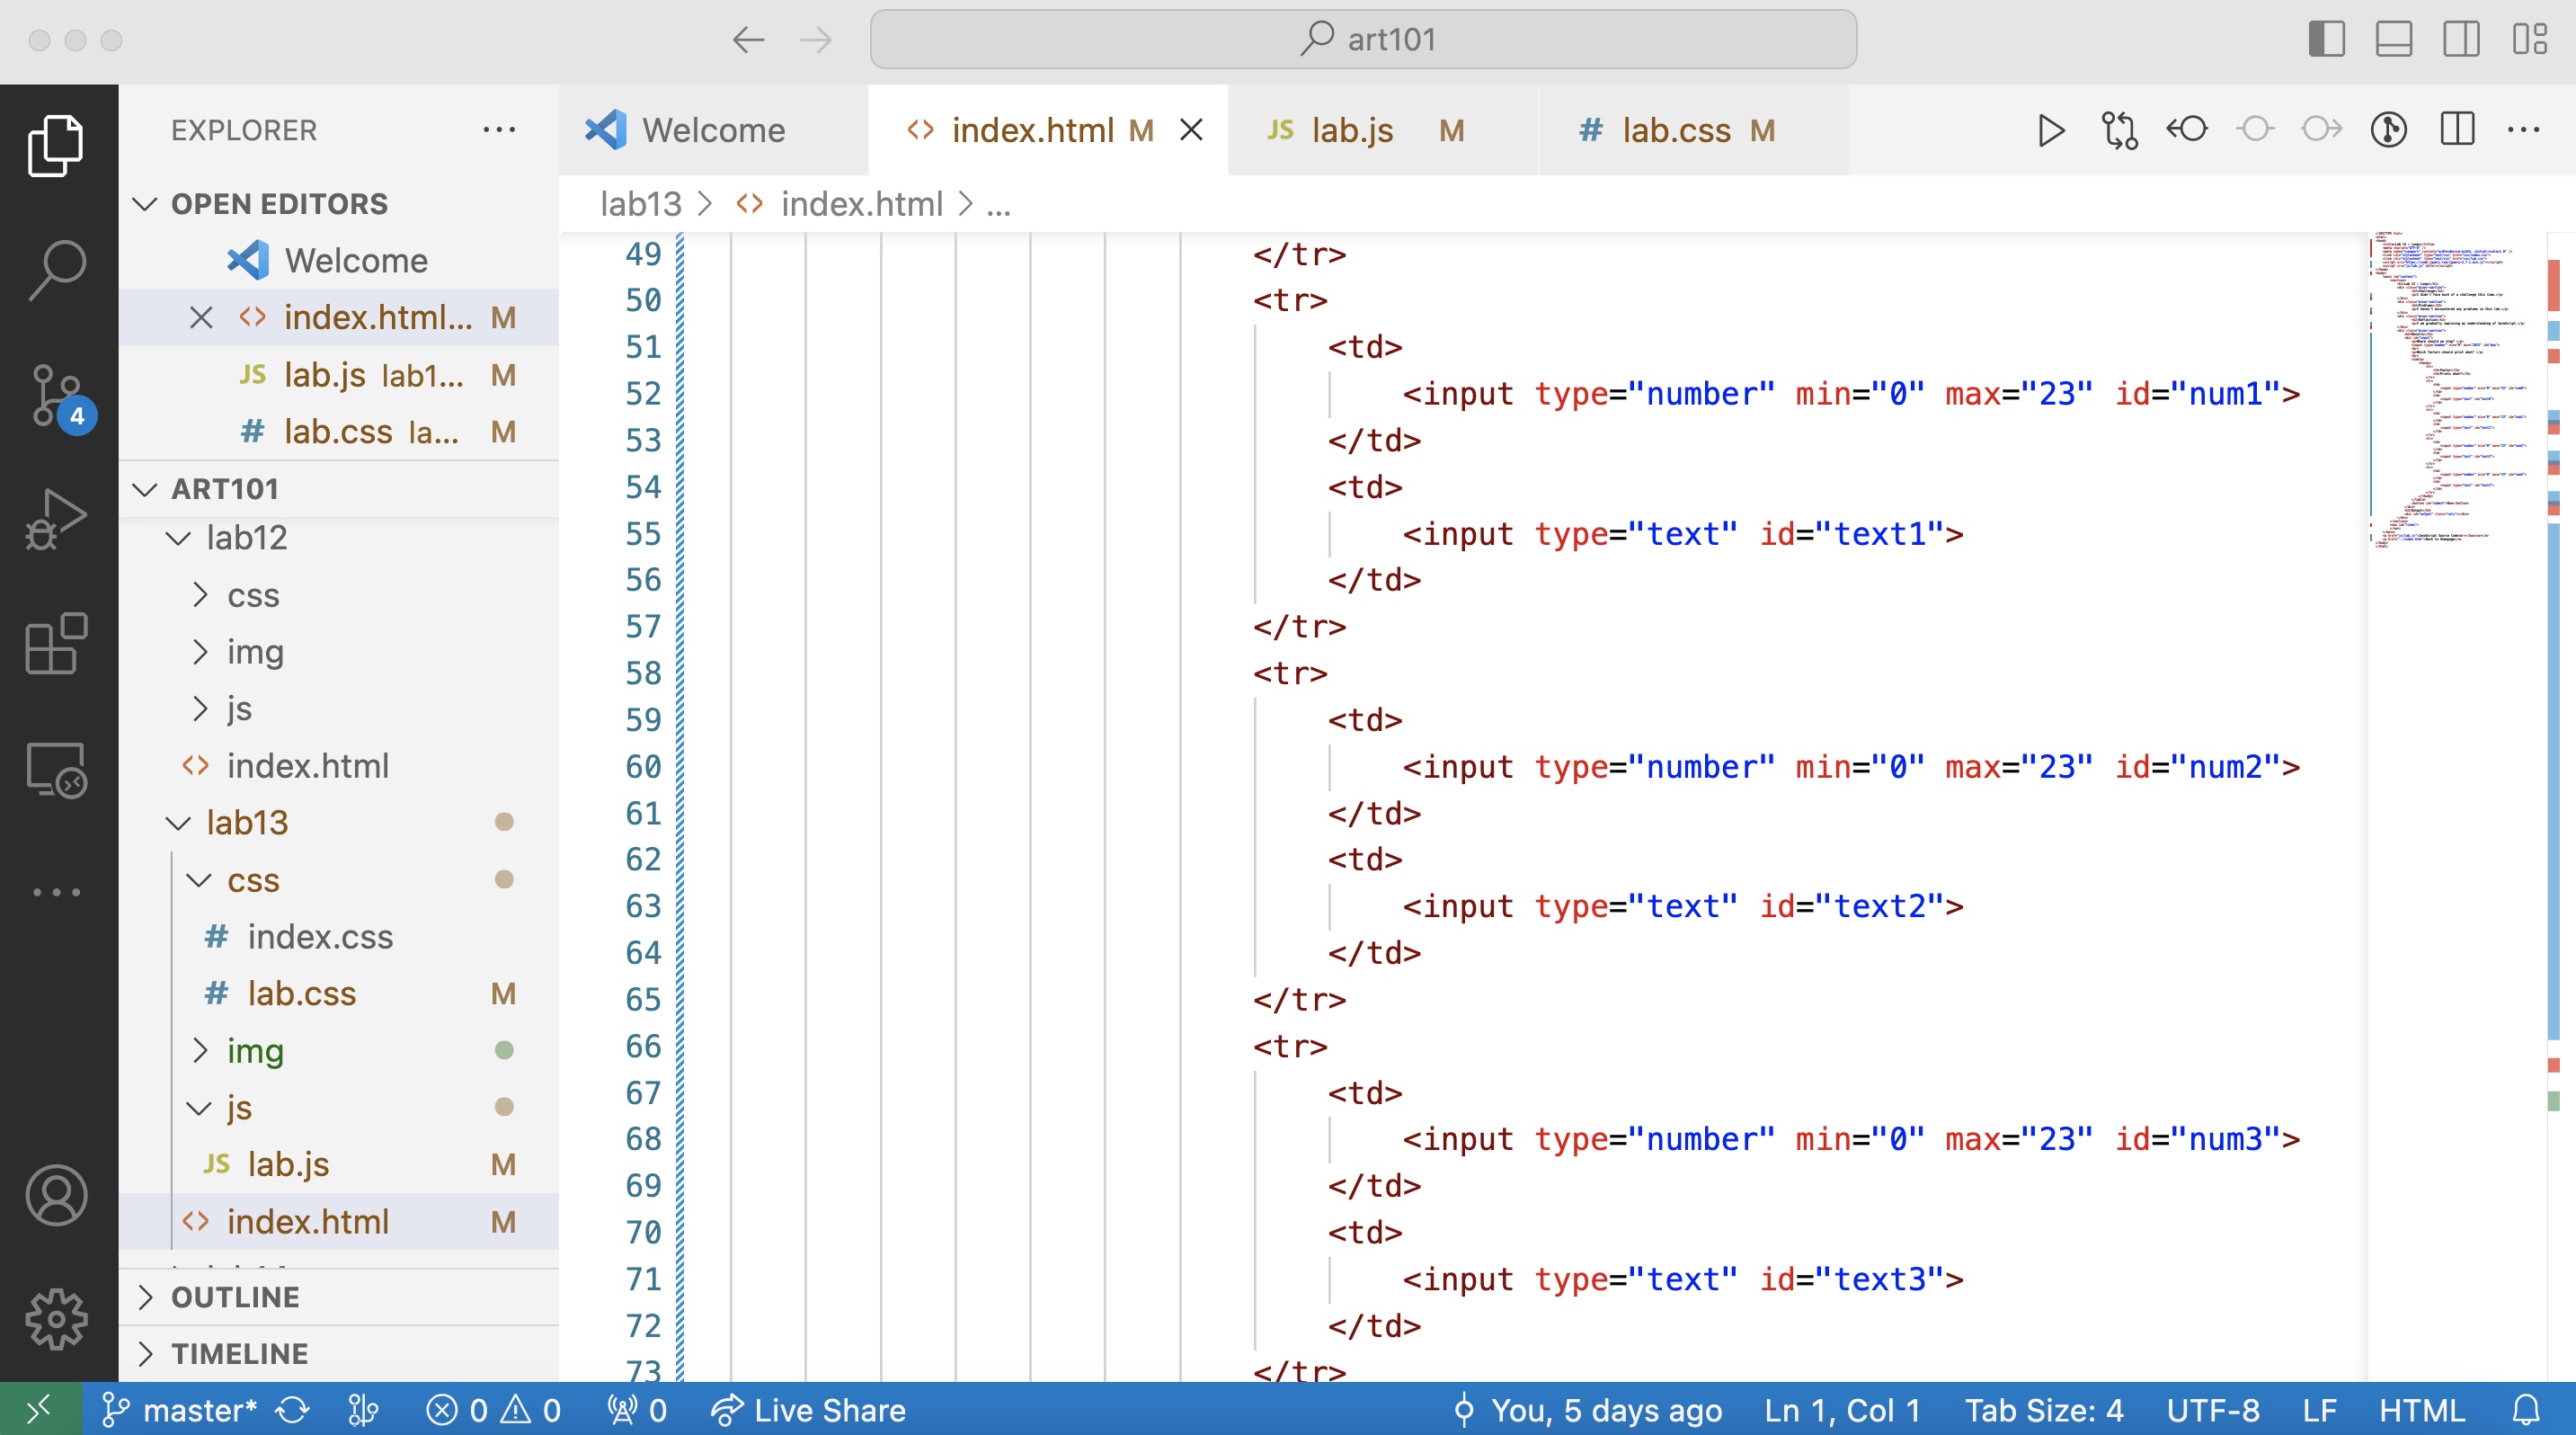 art101
EXPLORER
Welcome
index.html M
lab.js M
lab.css M
OPEN EDITORS
Welcome
index.html... M
JS lab.js lab1... M
# lab.css la... M
ART101
lab12
css
img
js
index.html
lab13
css
# index.css
# lab.css M
img
js
JS lab.js M
index.html M
OUTLINE
TIMELINE
lab13 > index.html > ...
49 </tr>
50 <tr>
51 <td>
52 <input type="number" min="0" max="23" id="num1">
53 </td>
54 <td>
55 <input type="text" id="text1">
56 </td>
57 </tr>
58 <tr>
59 <td>
60 <input type="number" min="0" max="23" id="num2">
61 </td>
62 <td>
63 <input type="text" id="text2">
64 </td>
65 </tr>
66 <tr>
67 <td>
68 <input type="number" min="0" max="23" id="num3">
69 </td>
70 <td>
71 <input type="text" id="text3">
72 </td>
73 </tr>
4
master* 0 0 0 Live Share You, 5 days ago Ln 1, Col 1 Tab Size: 4 UTF-8 LF HTML